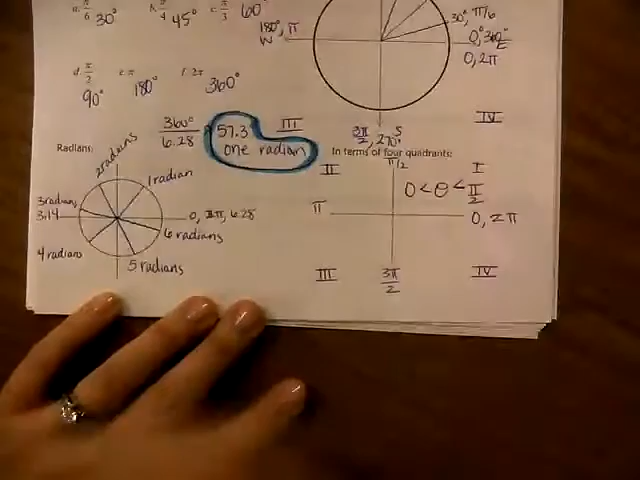 a. π/6 30°
b. π/4 45°
c. π/3 60°
180°, π
W
30°, π/6
0°, 360°
E
0, 2π
d. π/2 90°
e. π 180°
f. 2π 360°
360°
6.28
57.3
one radian
III
IV
3π/2, 270°
S
Radians:
2 radians
1 radian
3 radians
3.14
0, 2π, 6.28
6 radians
4 radians
5 radians
In terms of four quadrants:
π/2
II
I
0 < θ < π/2
π
0, 2π
III
3π/2
IV